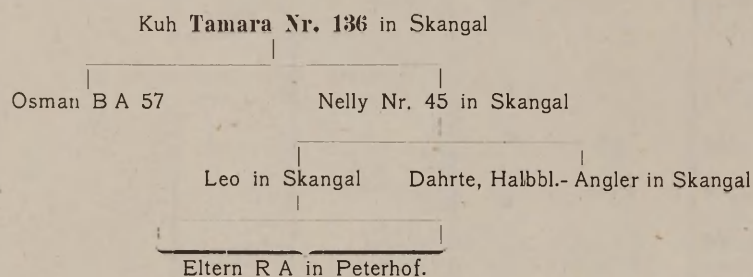 Kuh Tamara Nr. 136 in Skangal
Osman B A 57 Nelly Nr. 45 in Skangal
Leo in Skangal Dahrte, Halbbl.- Angler in Skangal
Eltern R A in Peterhof.